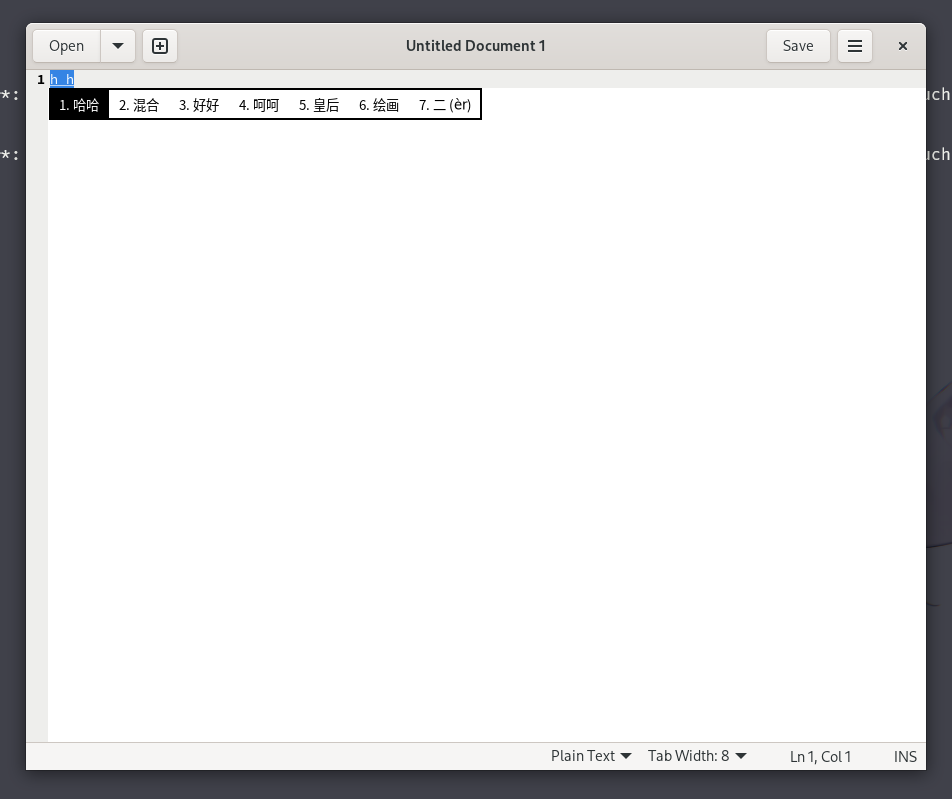 Open Untitled Document 1 Save
1 h h
*: uch
1. 哈哈 2. 混合 3. 好好 4. 呵呵 5. 皇后 6. 绘画 7. 二 (èr)
*: uch
Plain Text Tab Width: 8 Ln 1, Col 1 INS